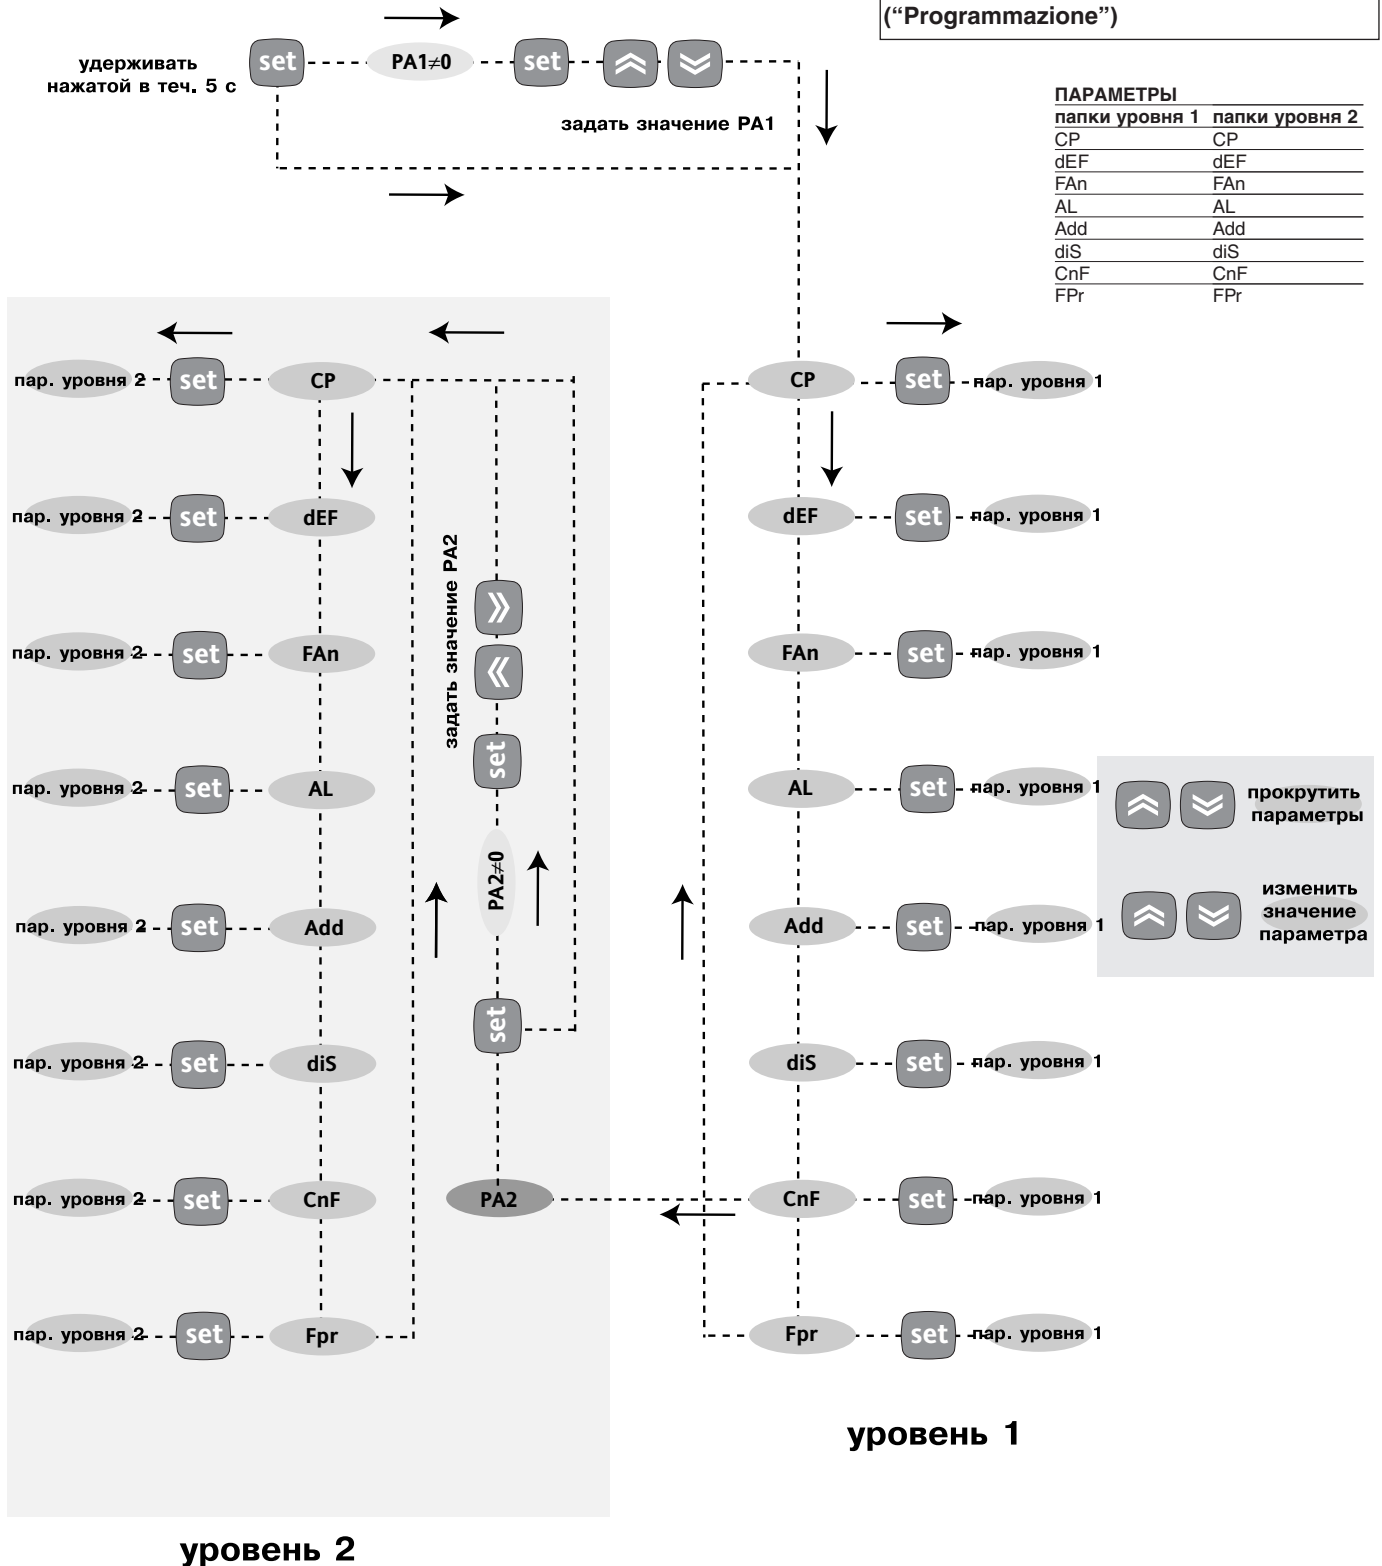 (“Programmazione”)
удерживать
нажатой в теч. 5 с
set
PA1≠0
set
задать значение PA1
ПАРАМЕТРЫ
папки уровня 1 папки уровня 2
CP CP
dEF dEF
FAn FAn
AL AL
Add Add
diS diS
CnF CnF
FPr FPr
пар. уровня 2 set CP
CP set пар. уровня 1
пар. уровня 2 set dEF
dEF set пар. уровня 1
задать значение PA2
пар. уровня 2 set FAn
FAn set пар. уровня 1
set
пар. уровня 2 set AL
AL set пар. уровня 1
прокрутить
параметры
PA2≠0
изменить
значение
параметра
пар. уровня 2 set Add
Add set пар. уровня 1
set
пар. уровня 2 set diS
diS set пар. уровня 1
пар. уровня 2 set CnF
PA2
CnF set пар. уровня 1
пар. уровня 2 set Fpr
Fpr set пар. уровня 1
уровень 1
уровень 2